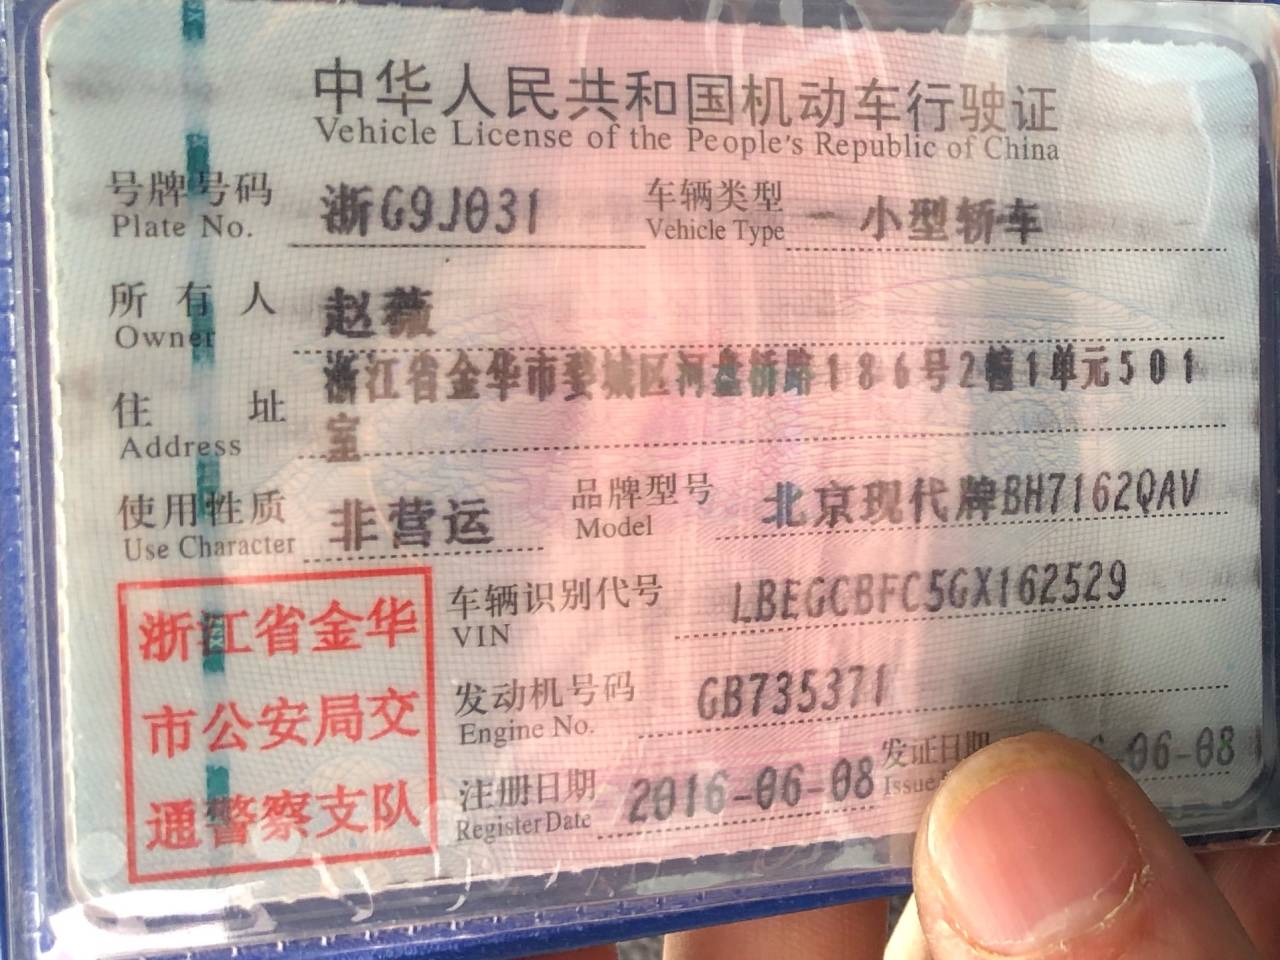 中华人民共和国机动车行驶证
Vehicle License of the People's Republic of China
号牌号码 浙G9J031 车辆类型 小型轿车
Plate No. Vehicle Type
所有人 赵薇
Owner
浙江省金华市婺城区河盘桥路186号2幢1单元501
住址 室
Address
使用性质 非营运 品牌型号 北京现代牌BH7162QAV
Use Character Model
车辆识别代号 LBEGCBFC5GX162529
VIN
发动机号码 GB735371
Engine No.
注册日期 2016-06-08 发证日期 6-06-08
Register Date Issue
浙江省金华
市公安局交
通警察支队